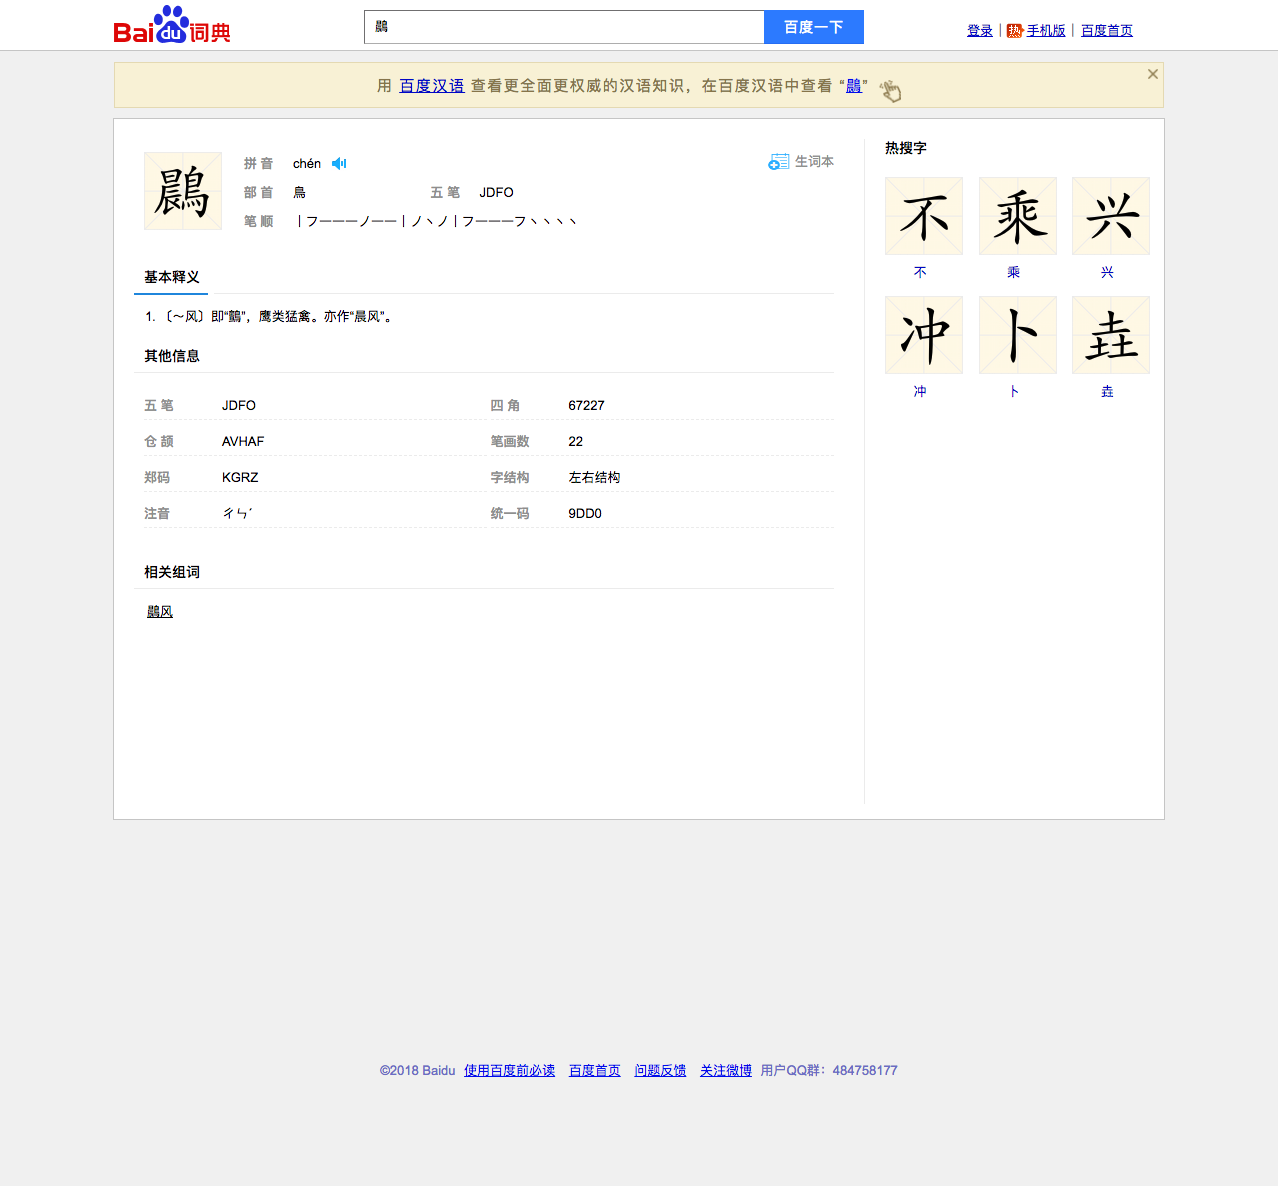 Bai du 词典
鷐
百度一下
登录 | 热 手机版 | 百度首页
用 百度汉语 查看更全面更权威的汉语知识，在百度汉语中查看 “鷐”
鷐
拼 音 chén
生词本
部 首 鳥 五 笔 JDFO
笔 顺 丨フ一一一ノ一一丨ノ丶ノ丨フ一一一フ丶丶丶丶
基本释义
1. 〔～风〕即“鸇”，鹰类猛禽。亦作“晨风”。
其他信息
五 笔 JDFO 四 角 67227
仓 颉 AVHAF 笔画数 22
郑码 KGRZ 字结构 左右结构
注音 ㄔㄣˊ 统一码 9DD0
相关组词
鷐风
热搜字
不 乘 兴
不 乘 兴
冲 卜 垚
冲 卜 垚
©2018 Baidu 使用百度前必读 百度首页 问题反馈 关注微博 用户QQ群：484758177